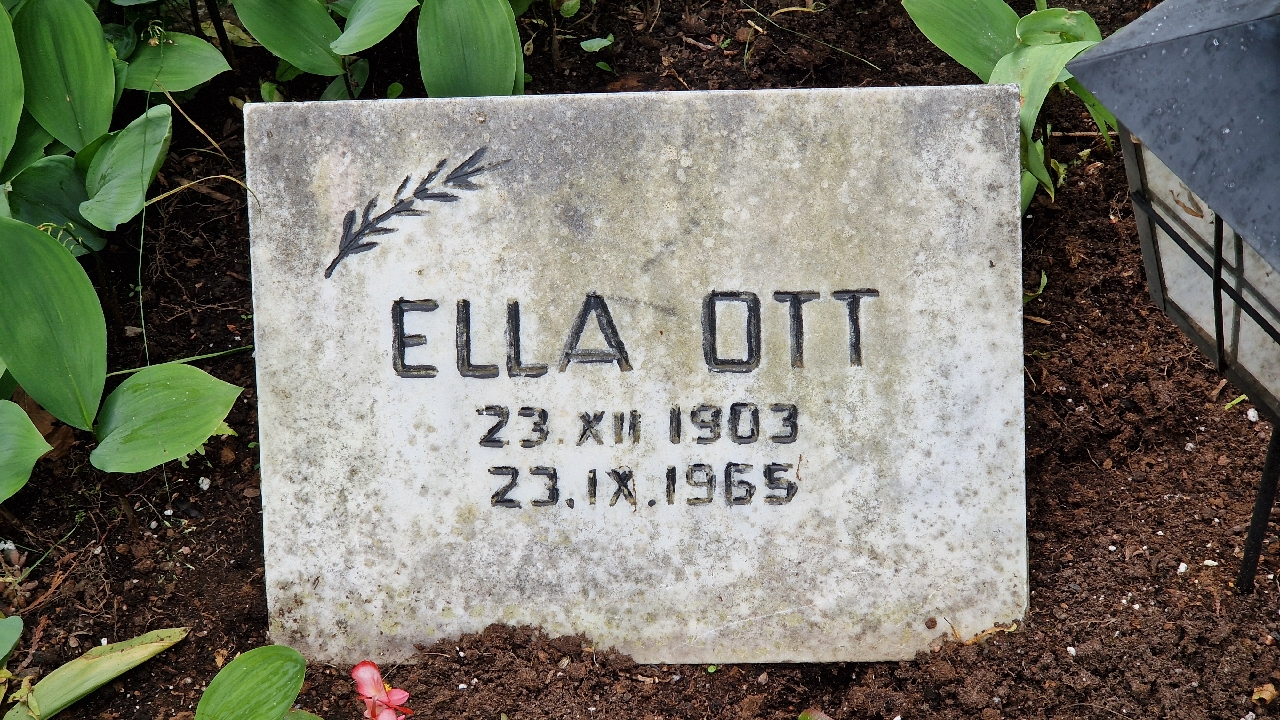 ELLA OTT
23.XII 1903
23.IX.1965